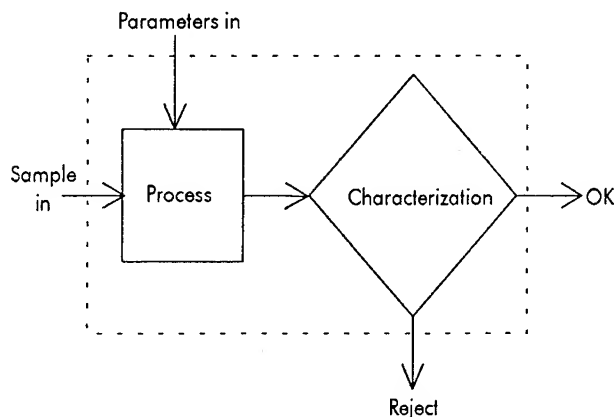 Parameters in
Sample
in
Process
Characterization
OK
Reject